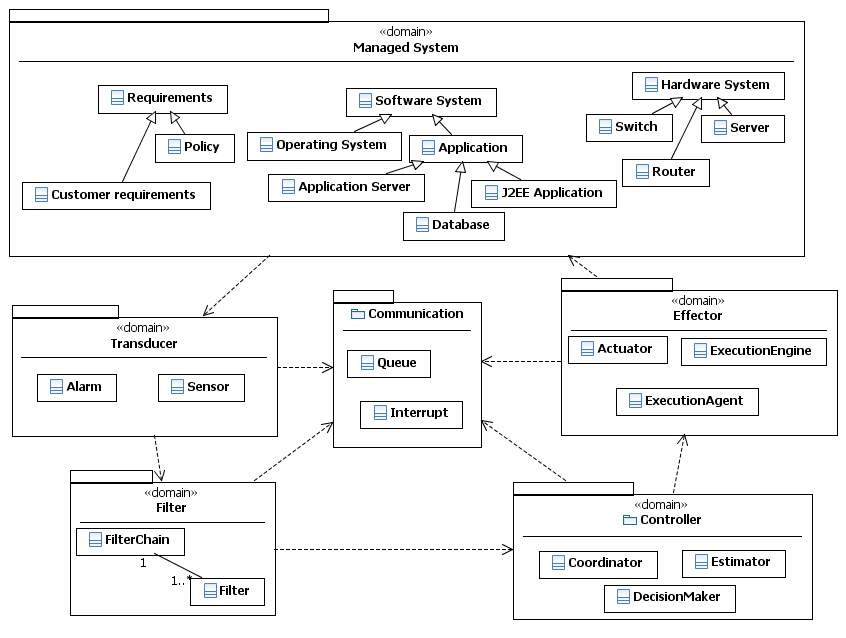 «domain»
Managed System
Requirements
Policy
Customer requirements
Software System
Operating System
Application
Application Server
J2EE Application
Database
Hardware System
Switch
Server
Router
«domain»
Transducer
Alarm
Sensor
Communication
Queue
Interrupt
«domain»
Effector
Actuator
ExecutionEngine
ExecutionAgent
«domain»
Filter
FilterChain
1
1..*
Filter
«domain»
Controller
Coordinator
Estimator
DecisionMaker